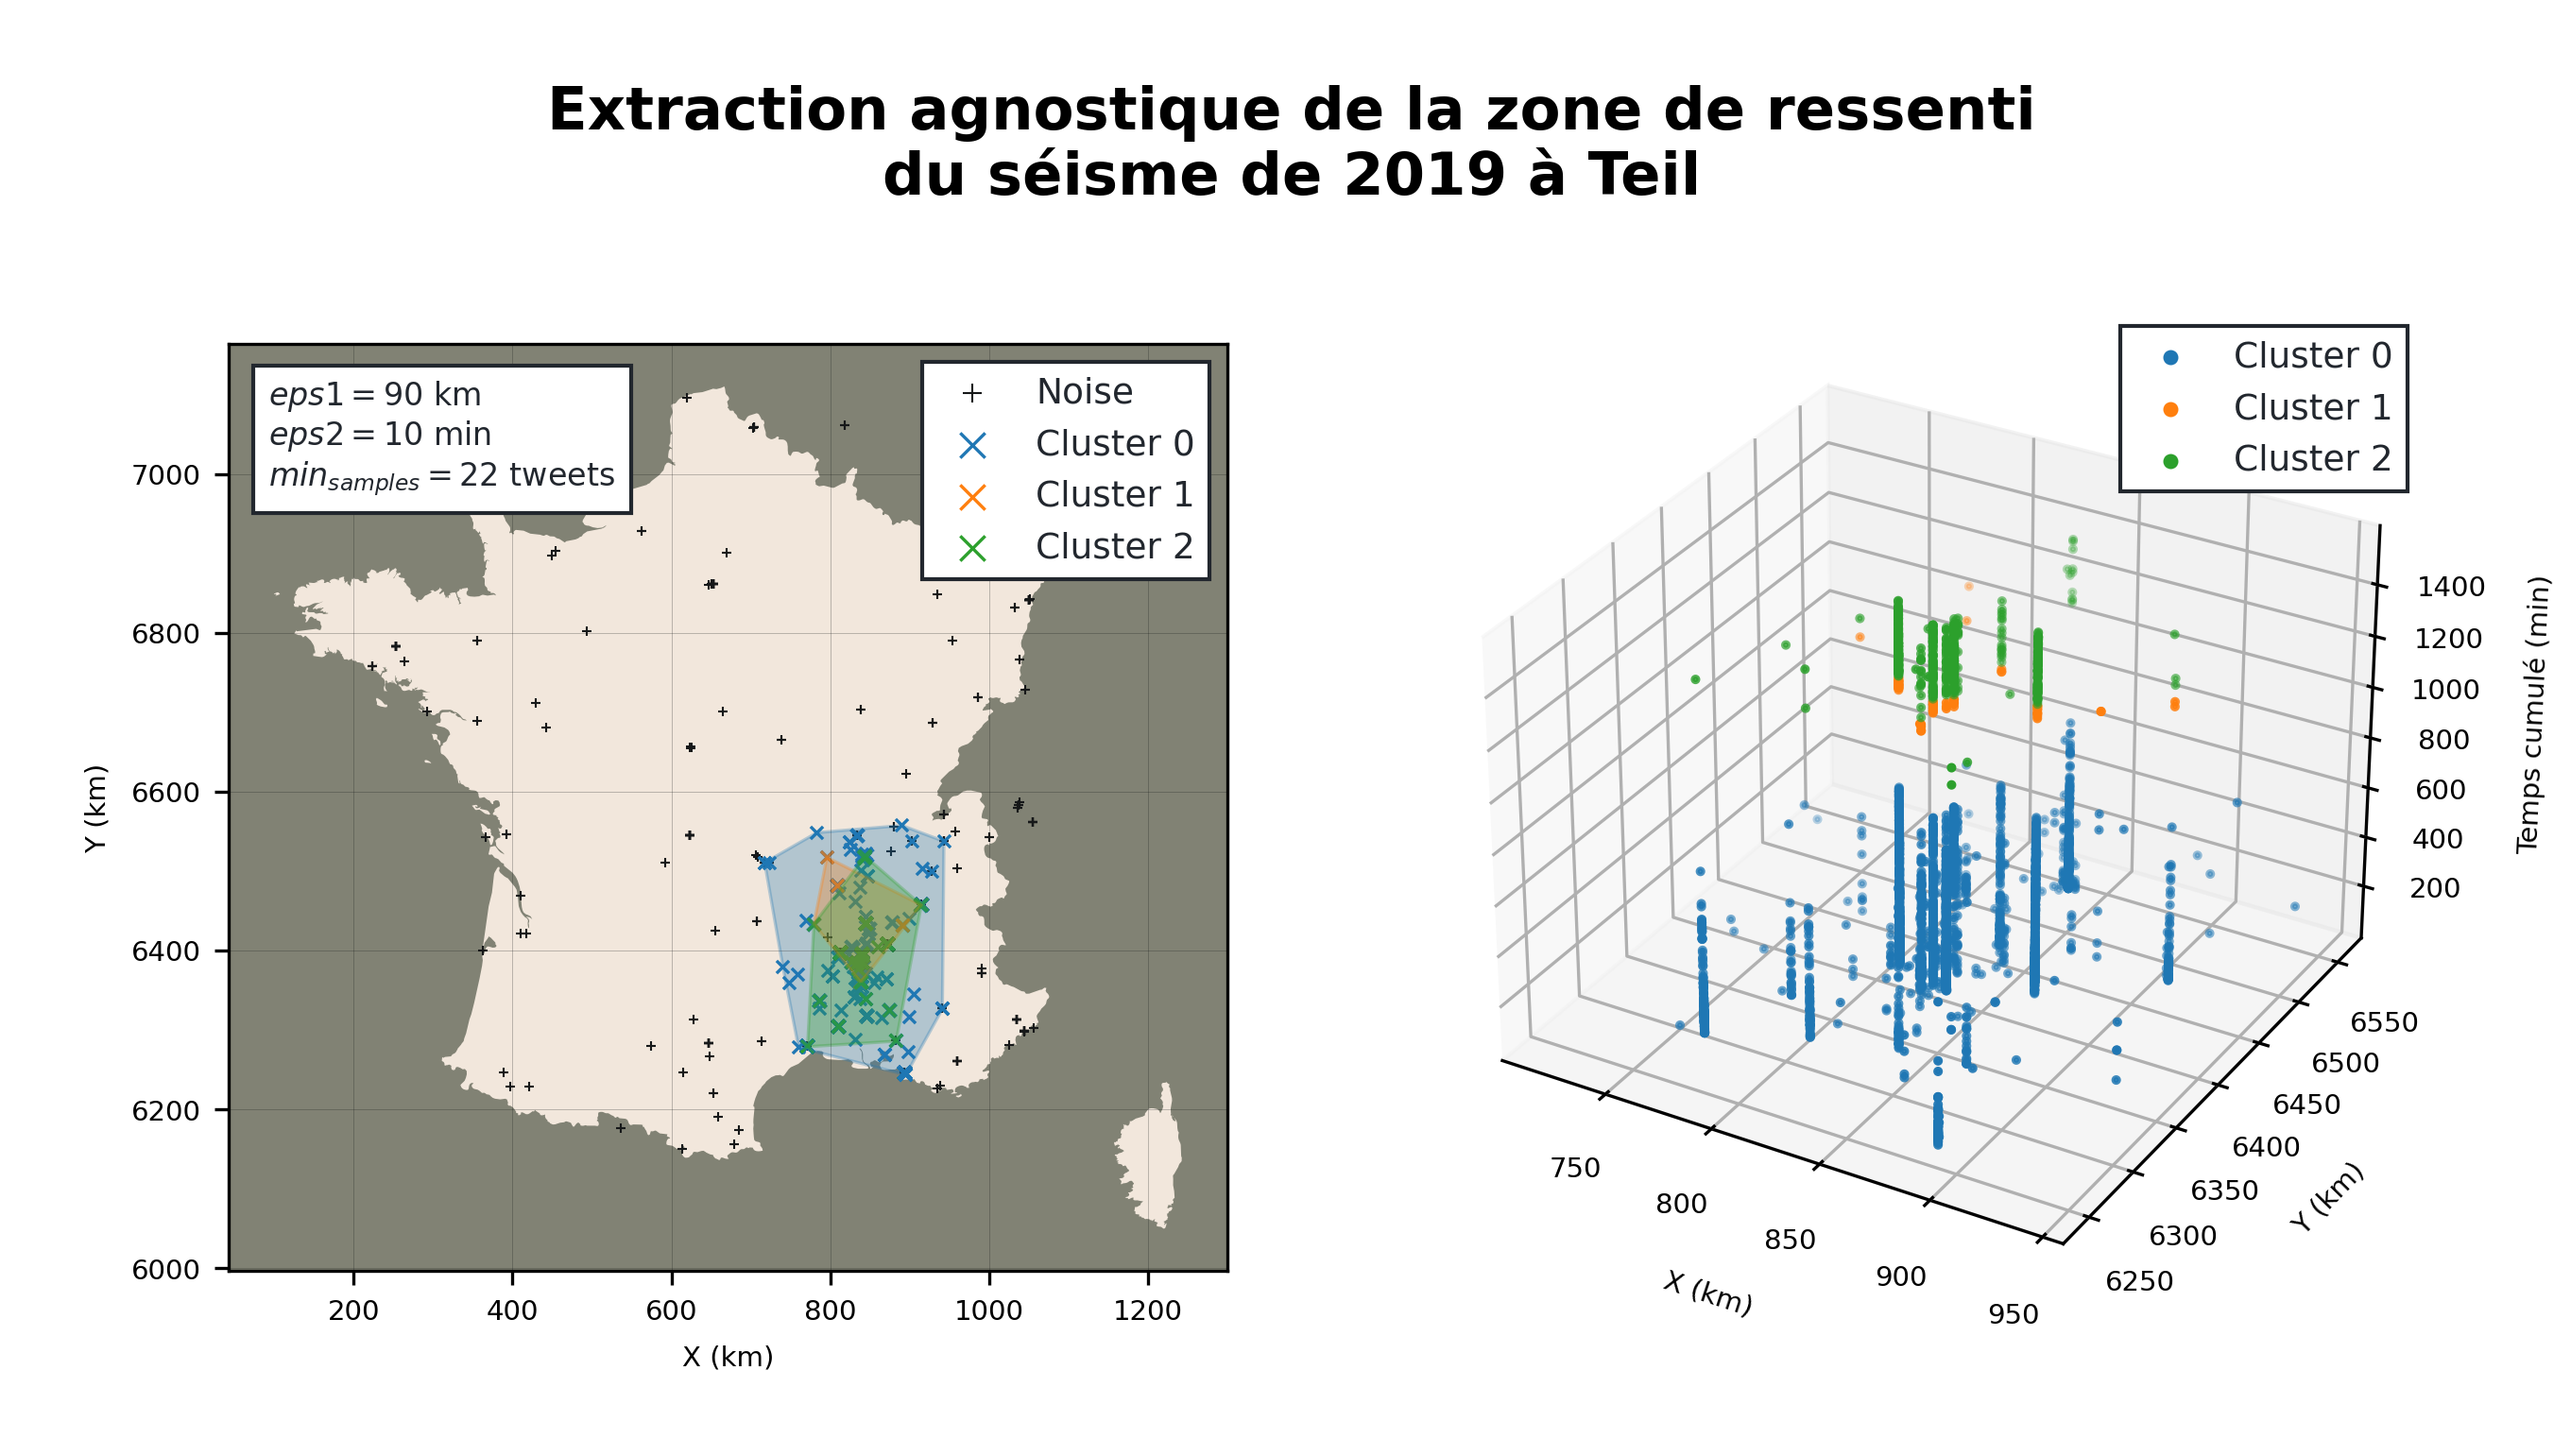 Extraction agnostique de la zone de ressenti
du séisme de 2019 à Teil
eps1 = 90 km
eps2 = 10 min
min_samples = 22 tweets
Noise
Cluster 0
Cluster 1
Cluster 2
7000
6800
6600
6400
6200
6000
Y (km)
200 400 600 800 1000 1200
X (km)
Cluster 0
Cluster 1
Cluster 2
1400
1200
1000
800
600
400
200
Temps cumulé (min)
6550
6500
6450
6400
6350
6300
6250
Y (km)
750
800
850
900
950
X (km)